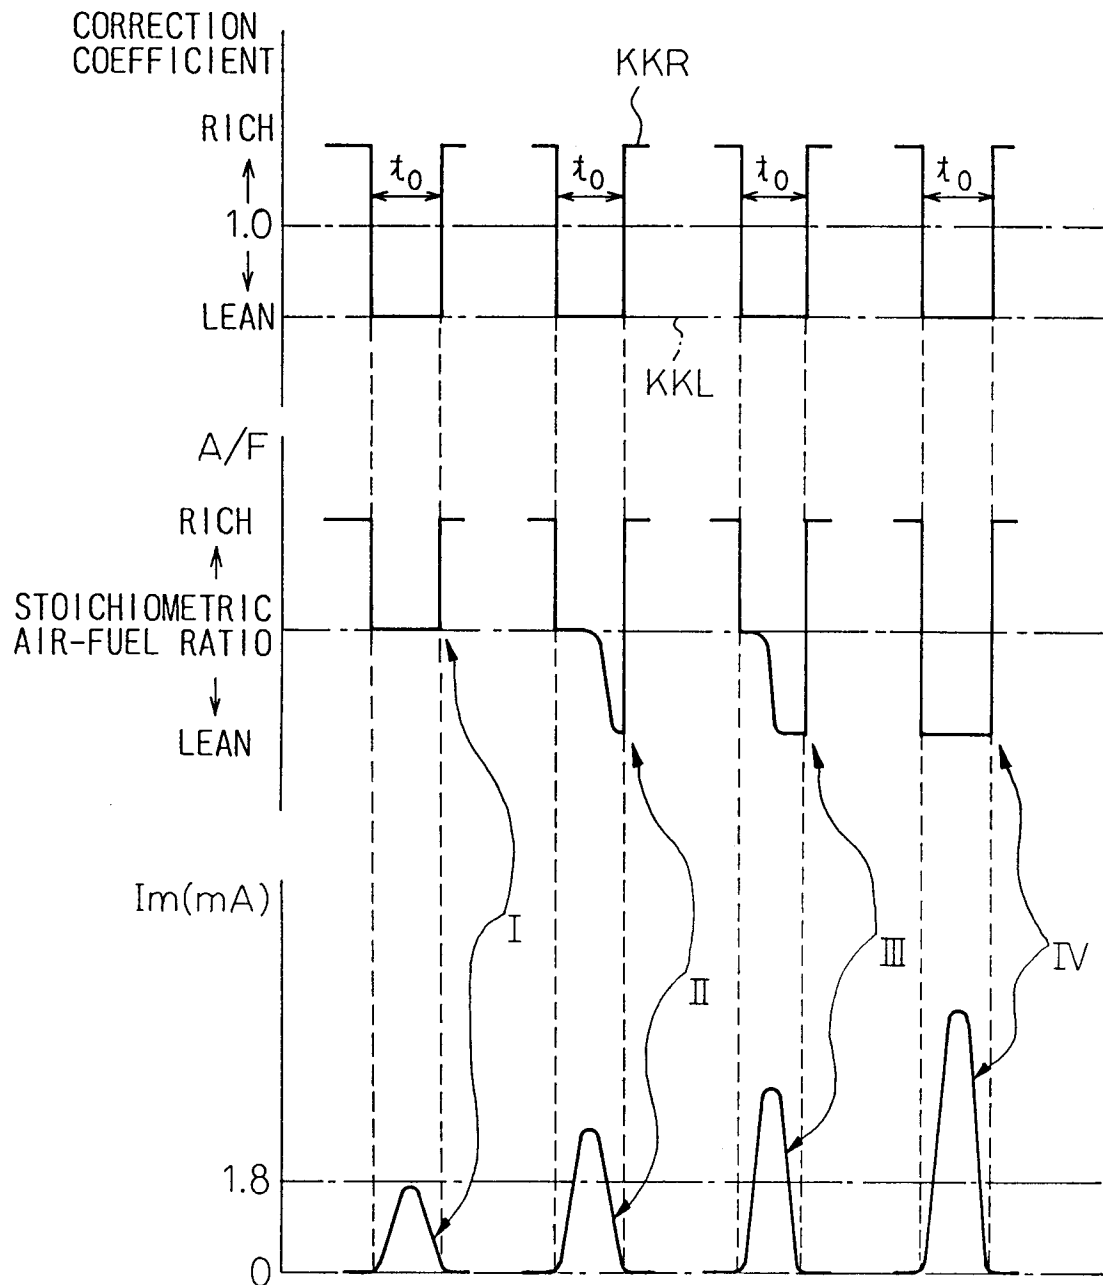 CORRECTION
COEFFICIENT
KKR
RICH
t0 t0 t0 t0
↑
1.0
↓
LEAN
KKL
A/F
RICH
↑
STOICHIOMETRIC
AIR-FUEL RATIO
↓
LEAN
Im(mA)
I
II
III
IV
1.8
0